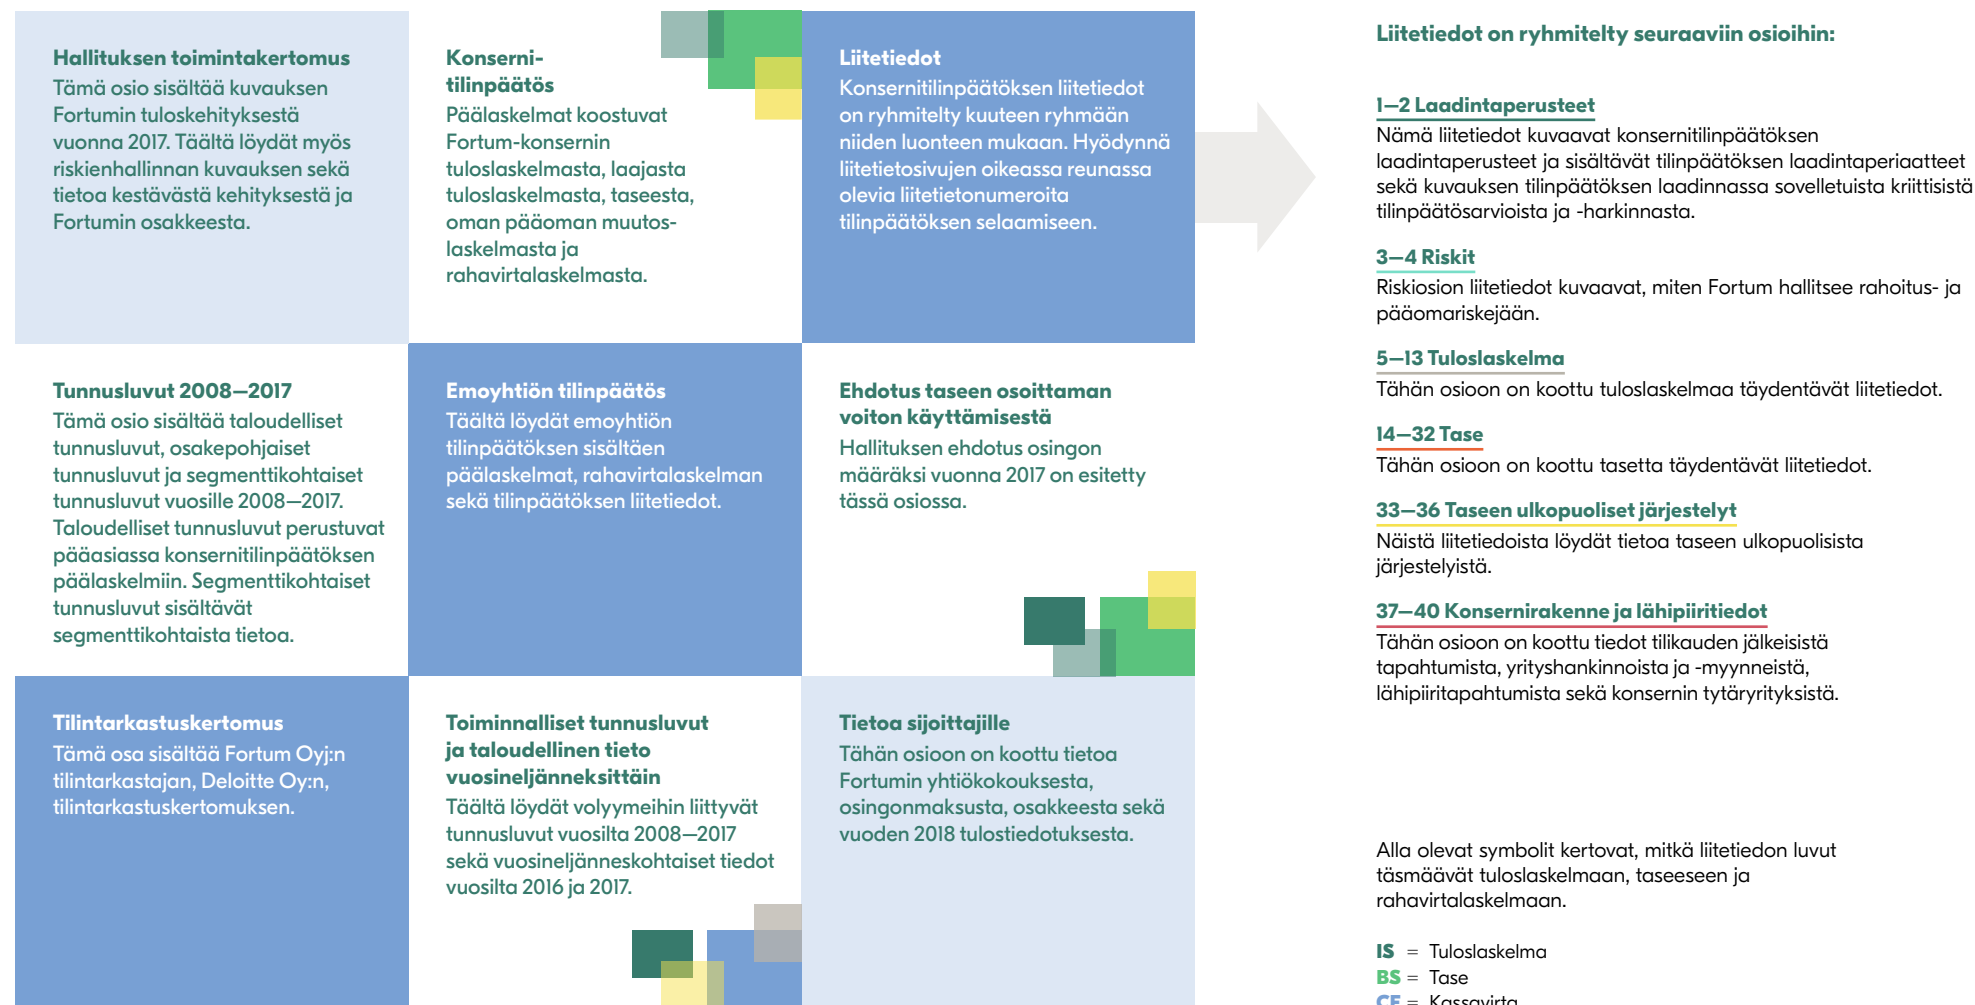 Hallituksen toimintakertomus
Tämä osio sisältää kuvauksen
Fortumin tuloskehityksestä
vuonna 2017. Täältä löydät myös
riskienhallinnan kuvauksen sekä
tietoa kestävästä kehityksestä ja
Fortumin osakkeesta.
Konserni-
tilinpäätös
Päälaskelmat koostuvat
Fortum-konsernin
tuloslaskelmasta, laajasta
tuloslaskelmasta, taseesta,
oman pääoman muutos-
laskelmasta ja
rahavirtalaskelmasta.
Liitetiedot
Konsernitilinpäätöksen liitetiedot
on ryhmitelty kuuteen ryhmään
niiden luonteen mukaan. Hyödynnä
liitetietosivujen oikeassa reunassa
olevia liitetietonumeroita
tilinpäätöksen selaamiseen.
Tunnusluvut 2008–2017
Tämä osio sisältää taloudelliset
tunnusluvut, osakepohjaiset
tunnusluvut ja segmenttikohtaiset
tunnusluvut vuosille 2008–2017.
Taloudelliset tunnusluvut perustuvat
pääasiassa konsernitilinpäätöksen
päälaskelmiin. Segmenttikohtaiset
tunnusluvut sisältävät
segmenttikohtaista tietoa.
Emoyhtiön tilinpäätös
Täältä löydät emoyhtiön
tilinpäätöksen sisältäen
päälaskelmat, rahavirtalaskelman
sekä tilinpäätöksen liitetiedot.
Ehdotus taseen osoittaman
voiton käyttämisestä
Hallituksen ehdotus osingon
määräksi vuonna 2017 on esitetty
tässä osiossa.
Tilintarkastuskertomus
Tämä osa sisältää Fortum Oyj:n
tilintarkastajan, Deloitte Oy:n,
tilintarkastuskertomuksen.
Toiminnalliset tunnusluvut
ja taloudellinen tieto
vuosineljänneksittäin
Täältä löydät volyymeihin liittyvät
tunnusluvut vuosilta 2008–2017
sekä vuosineljänneskohtaiset tiedot
vuosilta 2016 ja 2017.
Tietoa sijoittajille
Tähän osioon on koottu tietoa
Fortumin yhtiökokouksesta,
osingonmaksusta, osakkeesta sekä
vuoden 2018 tulostiedotuksesta.
Liitetiedot on ryhmitelty seuraaviin osioihin:
1–2 Laadintaperusteet
Nämä liitetiedot kuvaavat konsernitilinpäätöksen
laadintaperusteet ja sisältävät tilinpäätöksen laadintaperiaatteet
sekä kuvauksen tilinpäätöksen laadinnassa sovelletuista kriittisistä
tilinpäätösarvioista ja -harkinnasta.
3–4 Riskit
Riskiosion liitetiedot kuvaavat, miten Fortum hallitsee rahoitus- ja
pääomariskejään.
5–13 Tuloslaskelma
Tähän osioon on koottu tuloslaskelmaa täydentävät liitetiedot.
14–32 Tase
Tähän osioon on koottu tasetta täydentävät liitetiedot.
33–36 Taseen ulkopuoliset järjestelyt
Näistä liitetiedoista löydät tietoa taseen ulkopuolisista
järjestelyistä.
37–40 Konsernirakenne ja lähipiiritiedot
Tähän osioon on koottu tiedot tilikauden jälkeisistä
tapahtumista, yrityshankinnoista ja -myynneistä,
lähipiiritapahtumista sekä konsernin tytäryrityksistä.
Alla olevat symbolit kertovat, mitkä liitetiedon luvut
täsmäävät tuloslaskelmaan, taseeseen ja
rahavirtalaskelmaan.
IS = Tuloslaskelma
BS = Tase
CF = Kassavirta